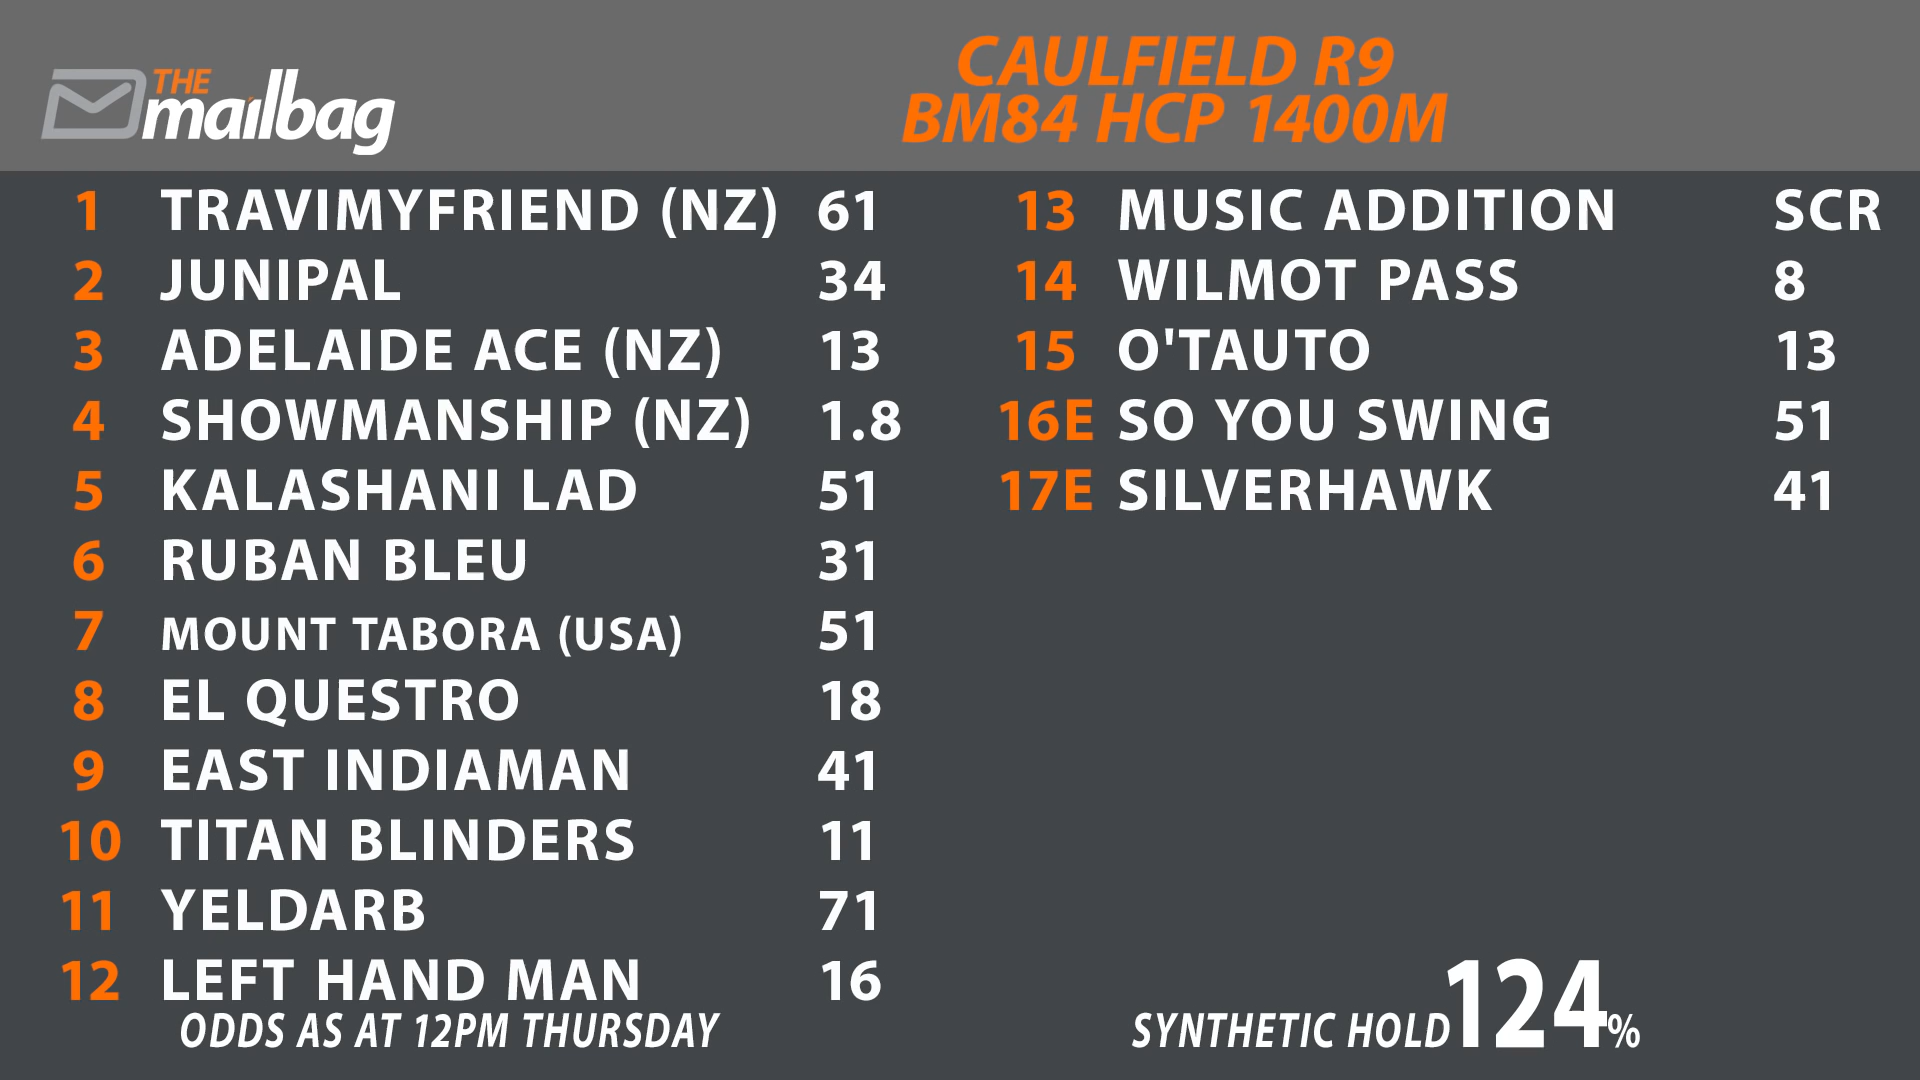 THE
mailbag
CAULFIELD R9
BM84 HCP 1400M
1 TRAVIMYFRIEND (NZ) 61
2 JUNIPAL 34
3 ADELAIDE ACE (NZ) 13
4 SHOWMANSHIP (NZ) 1.8
5 KALASHANI LAD 51
6 RUBAN BLEU 31
7 MOUNT TABORA (USA) 51
8 EL QUESTRO 18
9 EAST INDIAMAN 41
10 TITAN BLINDERS 11
11 YELDARB 71
12 LEFT HAND MAN 16
13 MUSIC ADDITION SCR
14 WILMOT PASS 8
15 O'TAUTO 13
16E SO YOU SWING 51
17E SILVERHAWK 41
ODDS AS AT 12PM THURSDAY
SYNTHETIC HOLD 124%